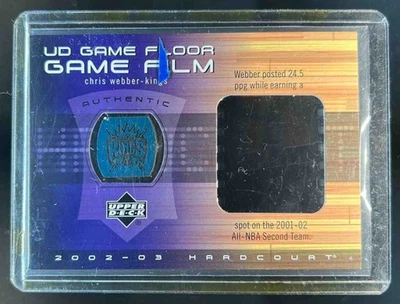 UD GAME FLOOR
GAME FILM
chris webber-kings
Webber posted 24.5
ppg while earning a
AUTHENTIC
KINGS
UPPER
DECK
spot on the 2001-02
All-NBA Second Team.
2002-03 HARDCOURT